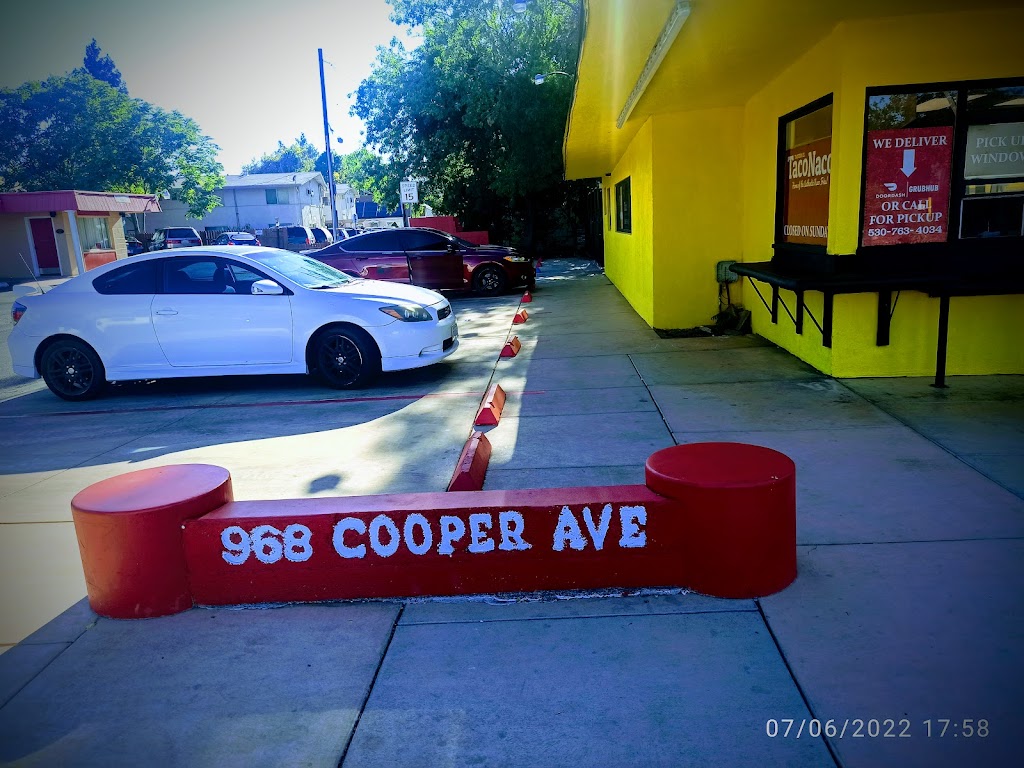 TacoNaco
CLOSED ON SUNDAY
WE DELIVER
DOORDASH GRUBHUB
OR CALL
FOR PICKUP
530-763-4034
PICK UP
WINDOW
15
968 COOPER AVE
07/06/2022 17:58